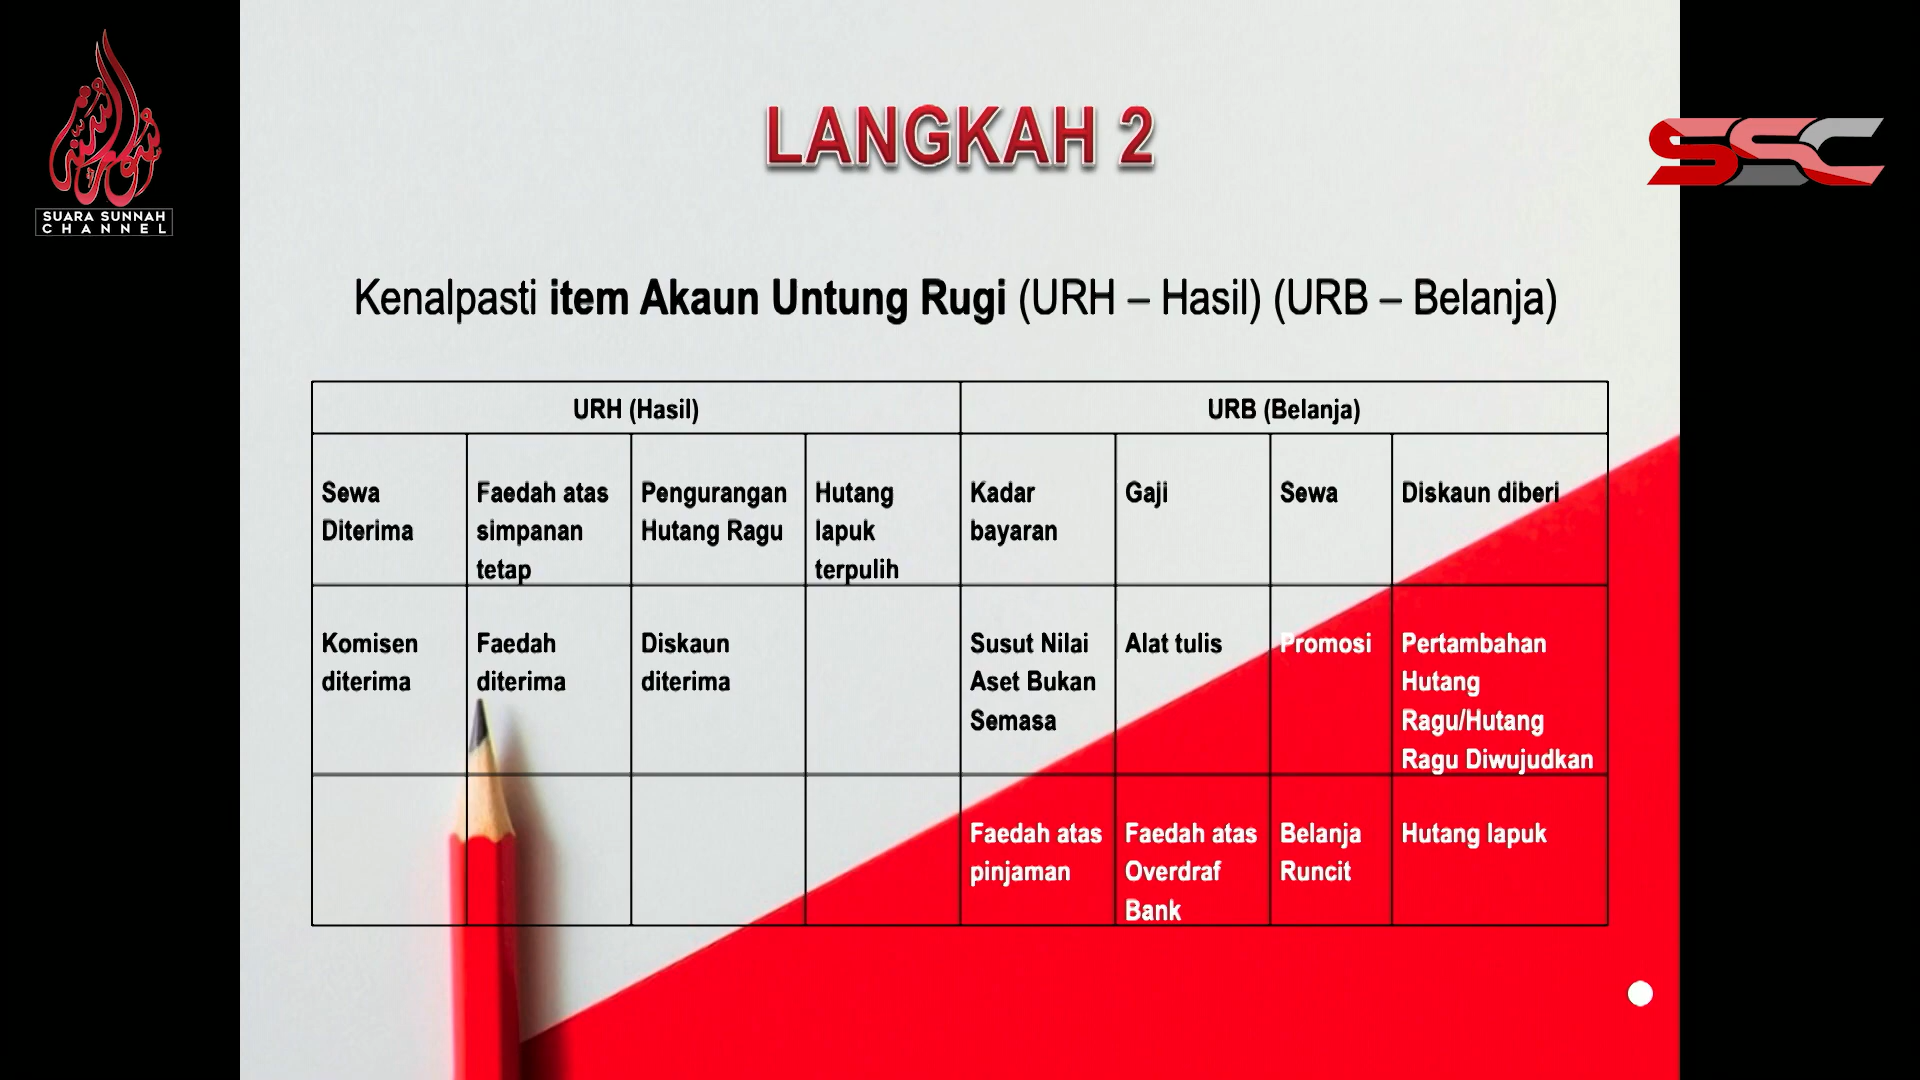 LANGKAH 2
SSC
SUARA SUNNAH
CHANNEL
Kenalpasti item Akaun Untung Rugi (URH – Hasil) (URB – Belanja)
URH (Hasil)
URB (Belanja)
Sewa
Diterima
Faedah atas
simpanan
tetap
Pengurangan
Hutang Ragu
Hutang
lapuk
terpulih
Kadar
bayaran
Gaji
Sewa
Diskaun diberi
Komisen
diterima
Faedah
diterima
Diskaun
diterima
Susut Nilai
Aset Bukan
Semasa
Alat tulis
Promosi
Pertambahan
Hutang
Ragu/Hutang
Ragu Diwujudkan
Faedah atas
pinjaman
Faedah atas
Overdraf
Bank
Belanja
Runcit
Hutang lapuk